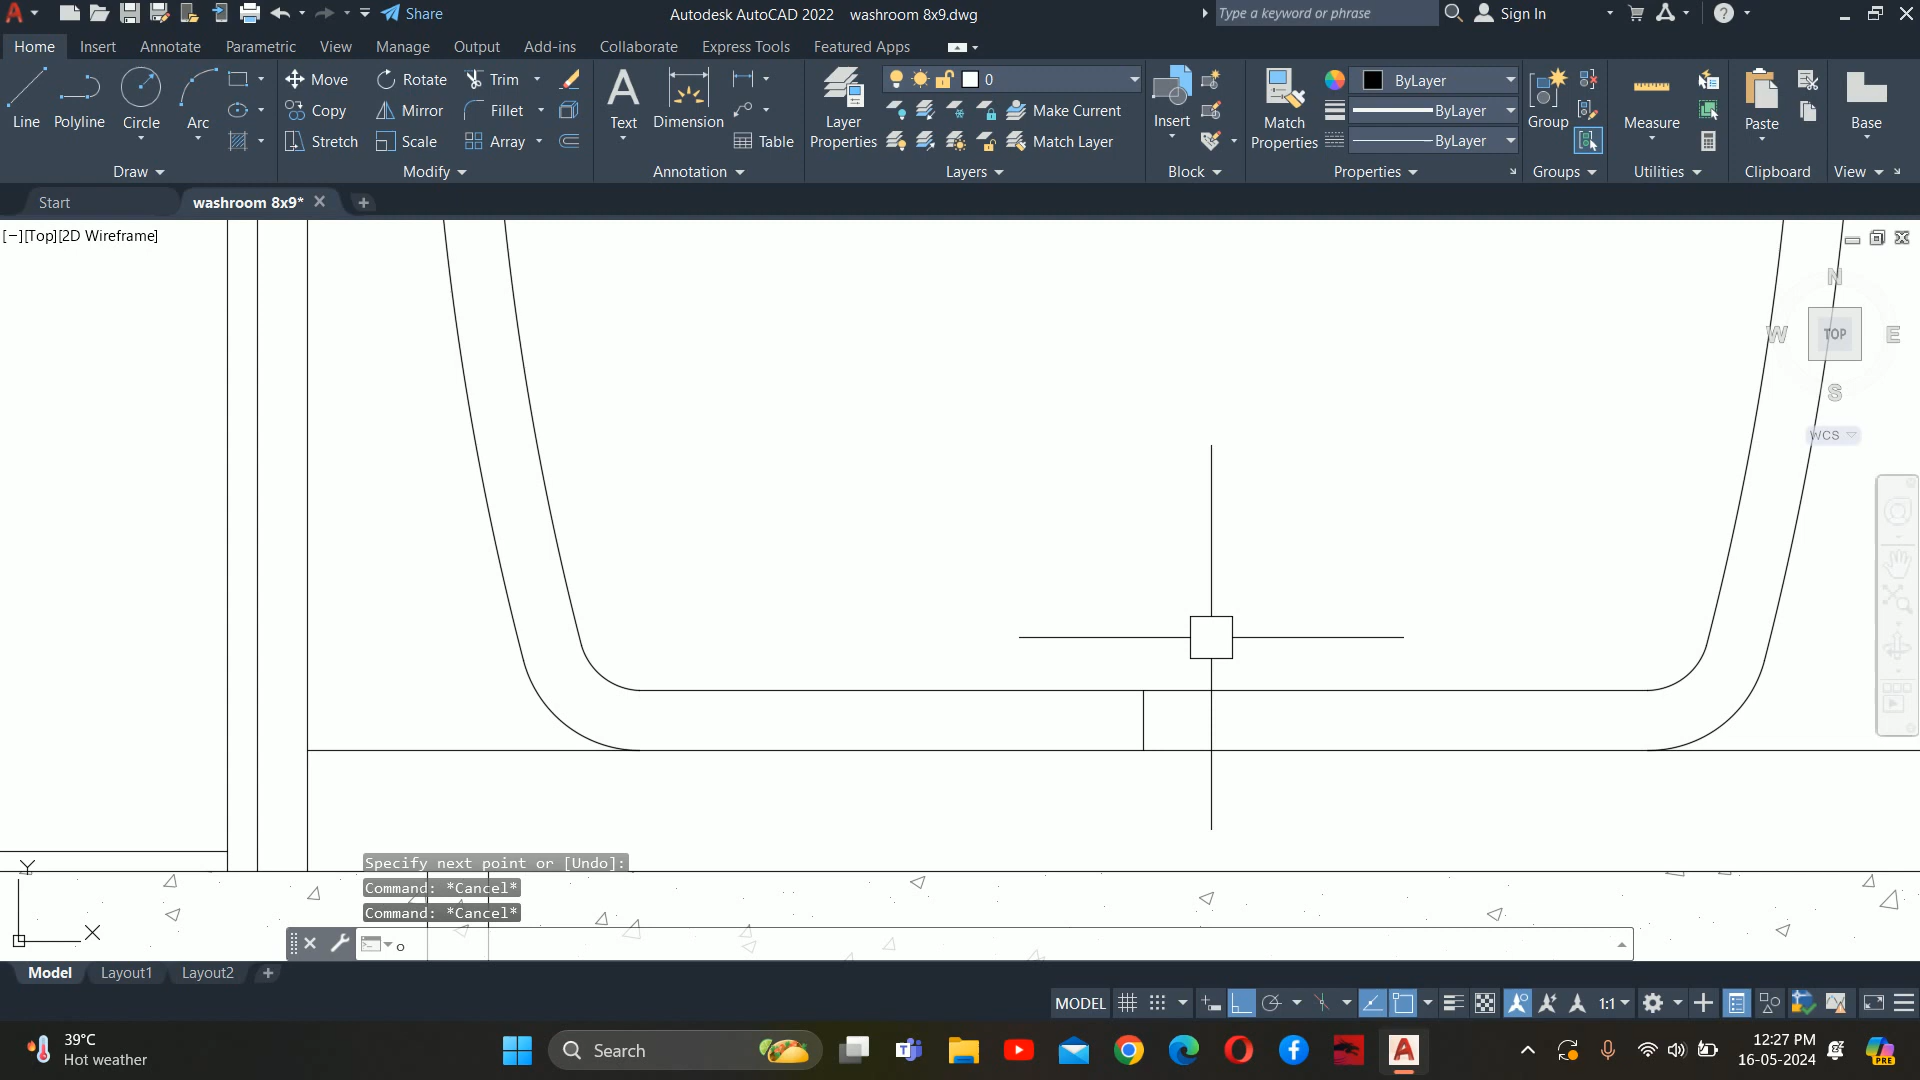 Share
Autodesk AutoCAD 2022 washroom 8x9.dwg
Type a keyword or phrase
Sign In
Home Insert Annotate Parametric View Manage Output Add-ins Collaborate Express Tools Featured Apps
Line
Polyline
Circle
Arc
Move Rotate Trim
Copy Mirror Fillet
Stretch Scale Array
Text
Dimension
Table
Layer
Properties
0
Make Current
Match Layer
Insert
Match
Properties
ByLayer
ByLayer
ByLayer
Group
Measure
Paste
Base
Draw Modify Annotation Layers Block Properties Groups Utilities Clipboard View
Start washroom 8x9*
[−][Top][2D Wireframe]
N
W TOP E
S
WCS
Y
X
Specify next point or [Undo]:
Command: *Cancel*
Command: *Cancel*
o
Model Layout1 Layout2
MODEL 1:1
39°C
Hot weather
Search
12:27 PM
16-05-2024
PRE